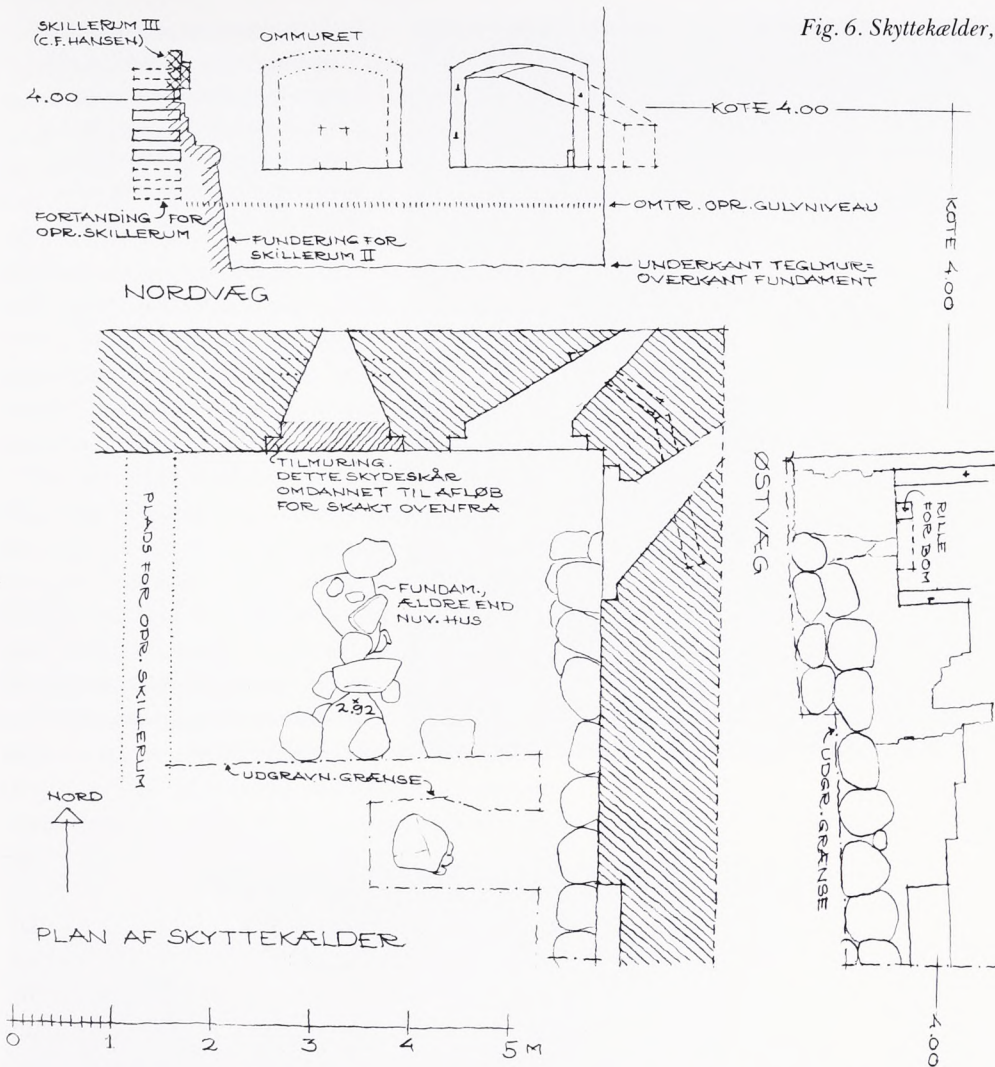 Fig. 6. Skyttekælder,
SKILLERUM III
(C.F. HANSEN)
OMMURET
4.00
KOTE 4.00
KOTE 4.00
FORTANDING FOR
OPR. SKILLERUM
OMTR. OPR. GULVNIVEAU
FUNDERING FOR
SKILLERUM II
UNDERKANT TEGLMUR=
OVERKANT FUNDAMENT
NORDVÆG
TILMURING.
DETTE SKYDESKÅR
OMDANNET TIL AFLØB
FOR SKAKT OVENFRA
PLADS FOR OPR. SKILLERUM
FUNDAM.,
ÆLDRE END
NUV. HUS
2.92
UDGRAVN. GRÆNSE
ØSTVÆG
RILLE
FOR BOM
UDGR. GRÆNSE
NORD
PLAN AF SKYTTEKÆLDER
0 1 2 3 4 5 M
4.00